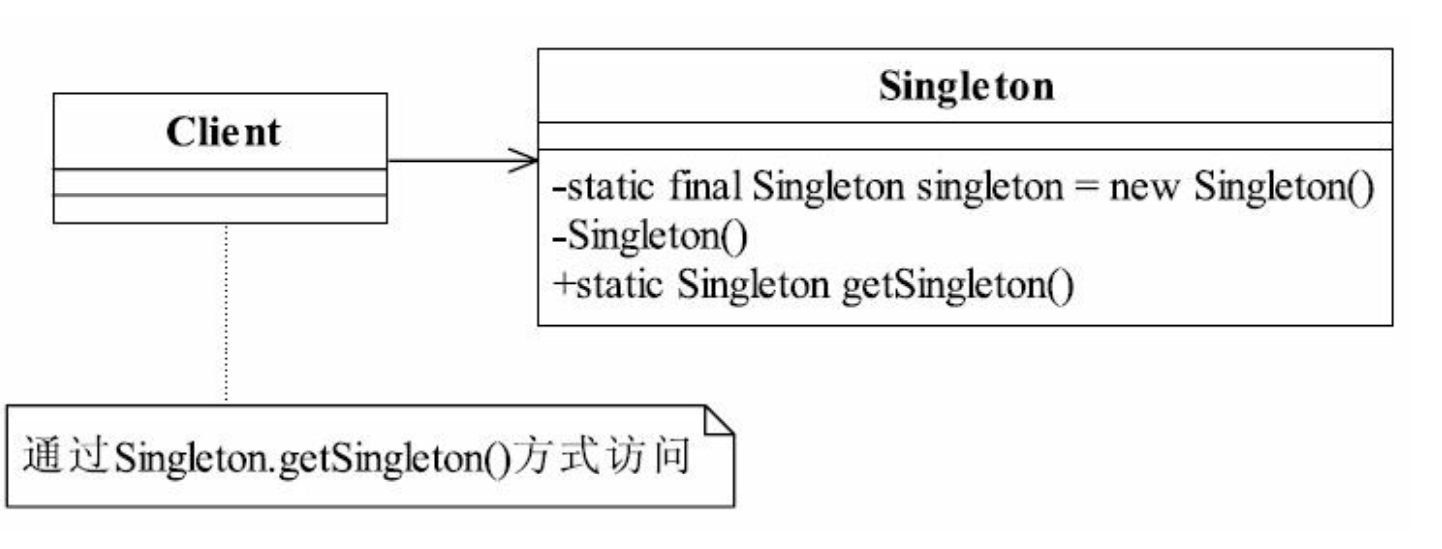 Client
Singleton
-static final Singleton singleton = new Singleton()
-Singleton()
+static Singleton getSingleton()
通过Singleton.getSingleton()方式访问